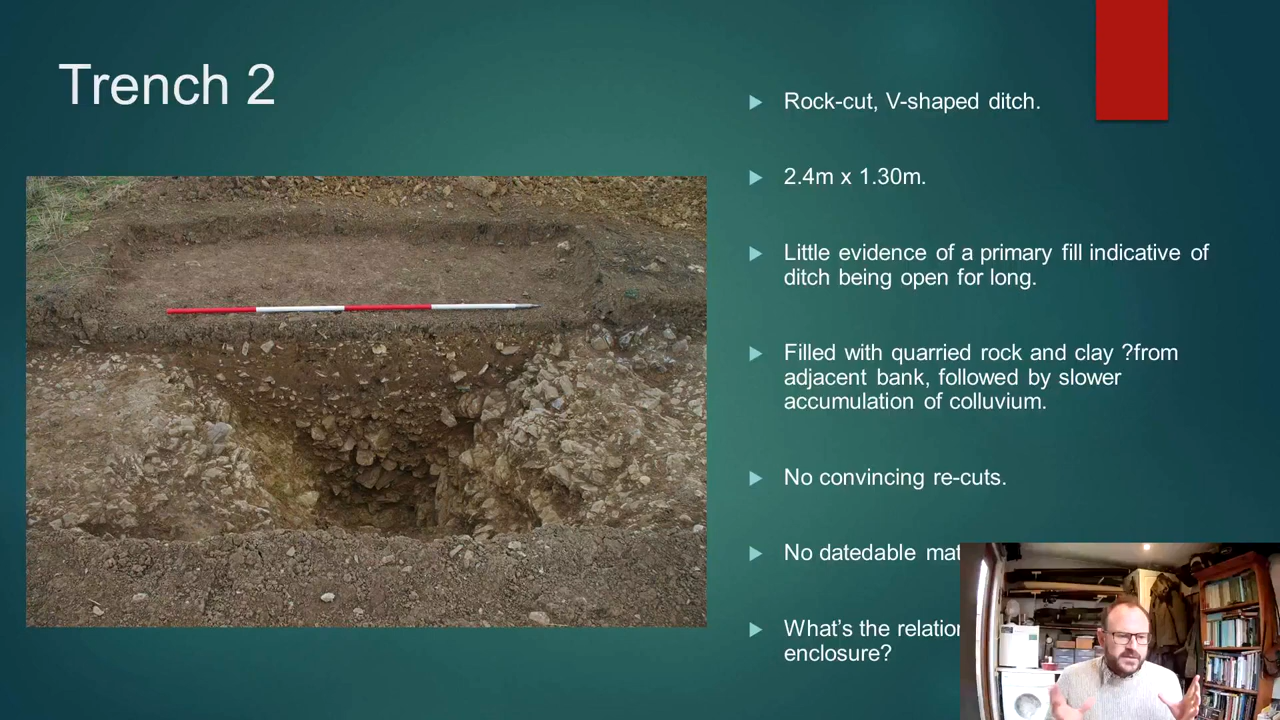 Trench 2
Rock-cut, V-shaped ditch.
2.4m x 1.30m.
Little evidence of a primary fill indicative of
ditch being open for long.
Filled with quarried rock and clay ?from
adjacent bank, followed by slower
accumulation of colluvium.
No convincing re-cuts.
No datedable
What's the
enclosure?